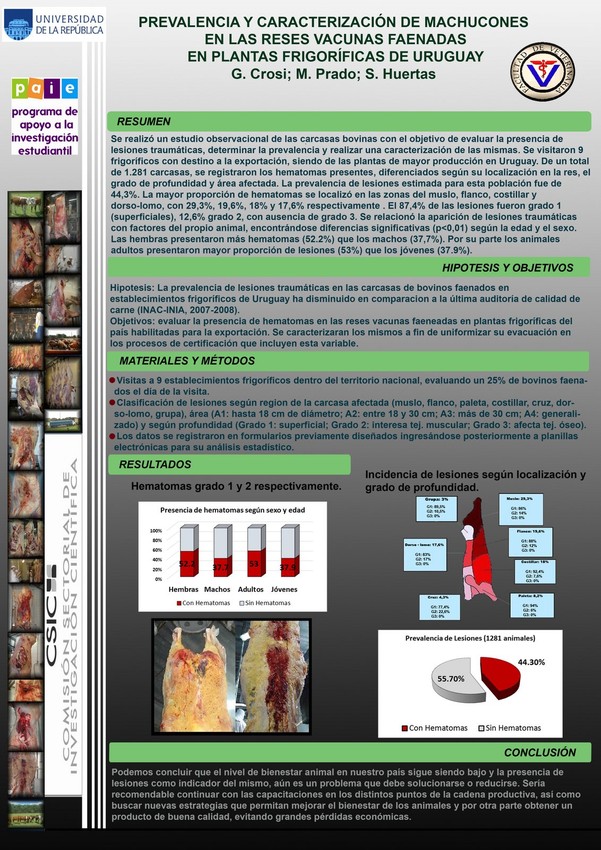 UNIVERSIDAD
DE LA REPÚBLICA
PREVALENCIA Y CARACTERIZACIÓN DE MACHUCONES
EN LAS RESES VACUNAS FAENADAS
EN PLANTAS FRIGORÍFICAS DE URUGUAY
G. Crosi; M. Prado; S. Huertas
FACULTAD DE VETERINARIA
paie
programa de
apoyo a la
investigación
estudiantil
RESUMEN
Se realizó un estudio observacional de las carcasas bovinas con el objetivo de evaluar la presencia de
lesiones traumáticas, determinar la prevalencia y realizar una caracterización de las mismas. Se visitaron 9
frigoríficos con destino a la exportación, siendo de las plantas de mayor producción en Uruguay. De un total
de 1.281 carcasas, se registraron los hematomas presentes, diferenciados según su localización en la res, el
grado de profundidad y área afectada. La prevalencia de lesiones estimada para esta población fue de
44,3%. La mayor proporción de hematomas se localizó en las zonas del muslo, flanco, costillar y
dorso-lomo, con 29,3%, 19,6%, 18% y 17,6% respectivamente . El 87,4% de las lesiones fueron grado 1
(superficiales), 12,6% grado 2, con ausencia de grado 3. Se relacionó la aparición de lesiones traumáticas
con factores del propio animal, encontrándose diferencias significativas (p<0,01) según la edad y el sexo.
Las hembras presentaron más hematomas (52.2%) que los machos (37,7%). Por su parte los animales
adultos presentaron mayor proporción de lesiones (53%) que los jóvenes (37.9%).
HIPOTESIS Y OBJETIVOS
Hipotesis: La prevalencia de lesiones traumáticas en las carcasas de bovinos faenados en
establecimientos frigoríficos de Uruguay ha disminuido en comparacion a la última auditoría de calidad de
carne (INAC-INIA, 2007-2008).
Objetivos: evaluar la presencia de hematomas en las reses vacunas faeneadas en plantas frigoríficas del
país habilitadas para la exportación. Se caracterizaran los mismos a fin de uniformizar su evacuación en
los procesos de certificación que incluyen esta variable.
MATERIALES Y MÉTODOS
Visitas a 9 establecimientos frigoríficos dentro del territorio nacional, evaluando un 25% de bovinos faena-
dos el día de la visita.
Clasificación de lesiones según region de la carcasa afectada (muslo, flanco, paleta, costillar, cruz, dor-
so-lomo, grupa), área (A1: hasta 18 cm de diámetro; A2: entre 18 y 30 cm; A3: más de 30 cm; A4: generali-
zado) y según profundidad (Grado 1: superficial; Grado 2: interesa tej. muscular; Grado 3: afecta tej. óseo).
Los datos se registraron en formularios previamente diseñados ingresándose posteriormente a planillas
electrónicas para su análisis estadístico.
RESULTADOS
Hematomas grado 1 y 2 respectivamente.
Presencia de hematomas según sexo y edad
100%
80%
60%
40%
20%
0%
52.2
37.7
53
37.9
Hembras Machos Adultos Jóvenes
Con Hematomas Sin Hematomas
Incidencia de lesiones según localización y
grado de profundidad.
Grupa: 3%
G3: 0%
Muslo: 29,3%
G1: 86%
G2: 14%
G3: 0%
Flanco: 19,6%
G1: 88%
G2: 12%
G3: 0%
Dorso - lomo: 17,6%
G1: 83%
G2: 17%
G3: 0%
Costillar: 18%
G1: 92,4%
G2: 7,6%
G3: 0%
Cruz: 4,3%
G1: 77,4%
G2: 22,6%
G3: 0%
Paleta: 8,2%
G3: 0%
Prevalencia de Lesiones (1281 animales)
44.30%
55.70%
Con Hematomas Sin Hematomas
CSIC
COMISIÓN SECTORIAL DE
INVESTIGACIÓN CIENTÍFICA
CONCLUSIÓN
Podemos concluir que el nivel de bienestar animal en nuestro país sigue siendo bajo y la presencia de
lesiones como indicador del mismo, aún es un problema que debe solucionarse o reducirse. Sería
recomendable continuar con las capacitaciones en los distintos puntos de la cadena productiva, así como
buscar nuevas estrategias que permitan mejorar el bienestar de los animales y por otra parte obtener un
producto de buena calidad, evitando grandes pérdidas económicas.